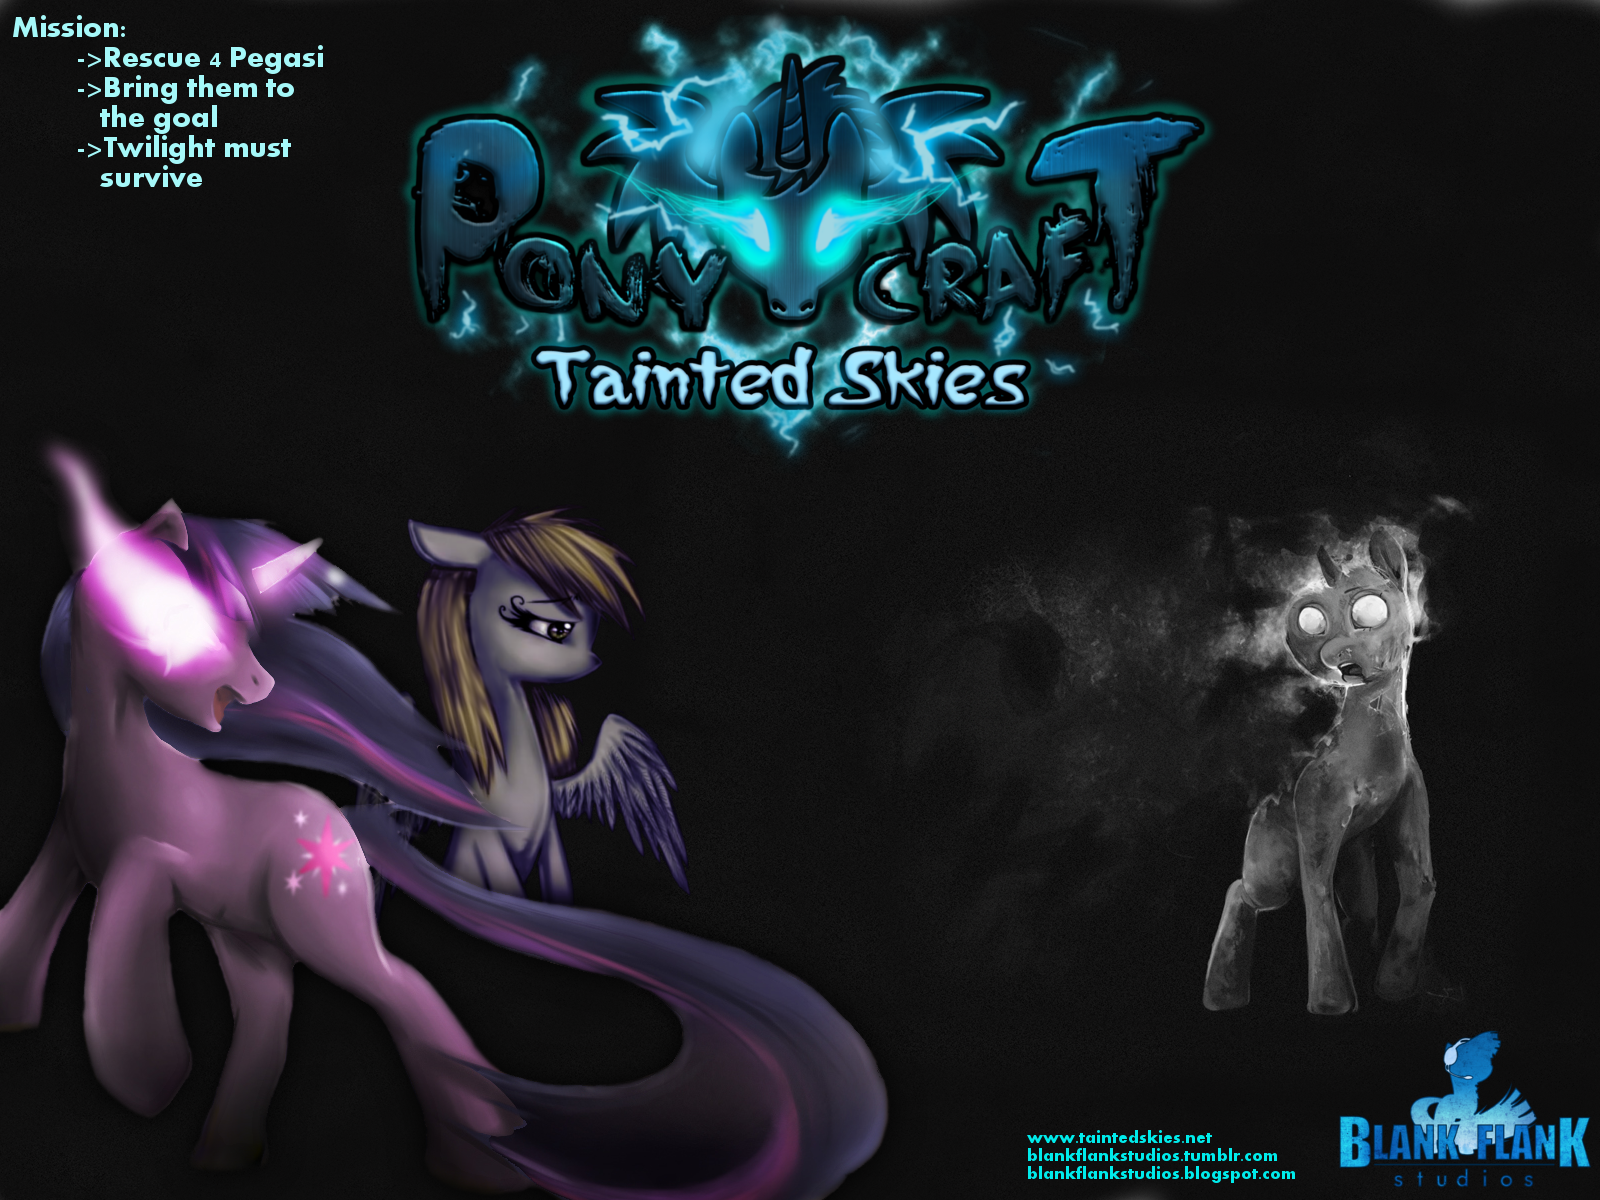 Mission:
->Rescue 4 Pegasi
->Bring them to
the goal
->Twilight must
survive
PONY CRAFT
Tainted Skies
www.taintedskies.net
blankflankstudios.tumblr.com
blankflankstudios.blogspot.com
BLANK FLANK
studios